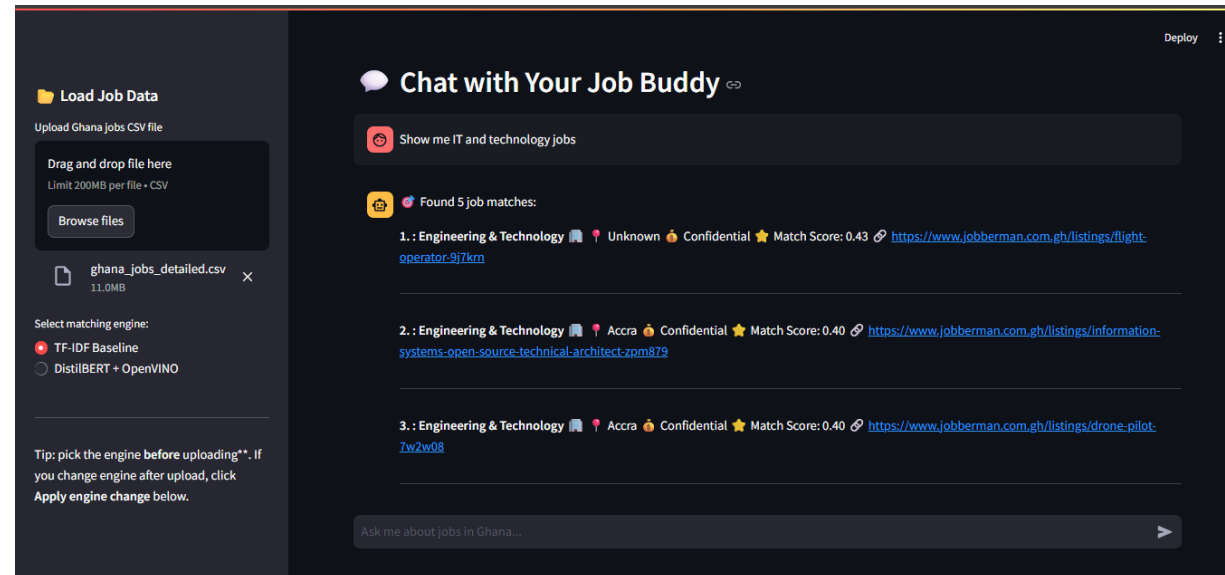 Deploy
📁 Load Job Data
Upload Ghana jobs CSV file
Drag and drop file here
Limit 200MB per file • CSV
Browse files
ghana_jobs_detailed.csv
11.0MB
Select matching engine:
TF-IDF Baseline
DistilBERT + OpenVINO
Tip: pick the engine before uploading**. If
you change engine after upload, click
Apply engine change below.
💬 Chat with Your Job Buddy
Show me IT and technology jobs
🎯 Found 5 job matches:
1. : Engineering & Technology 🏢 📍 Unknown 💰 Confidential ⭐ Match Score: 0.43 🔗 https://www.jobberman.com.gh/listings/flight-
operator-9j7krn
2. : Engineering & Technology 🏢 📍 Accra 💰 Confidential ⭐ Match Score: 0.40 🔗 https://www.jobberman.com.gh/listings/information-
systems-open-source-technical-architect-zpm879
3. : Engineering & Technology 🏢 📍 Accra 💰 Confidential ⭐ Match Score: 0.40 🔗 https://www.jobberman.com.gh/listings/drone-pilot-
7w2w08
Ask me about jobs in Ghana...